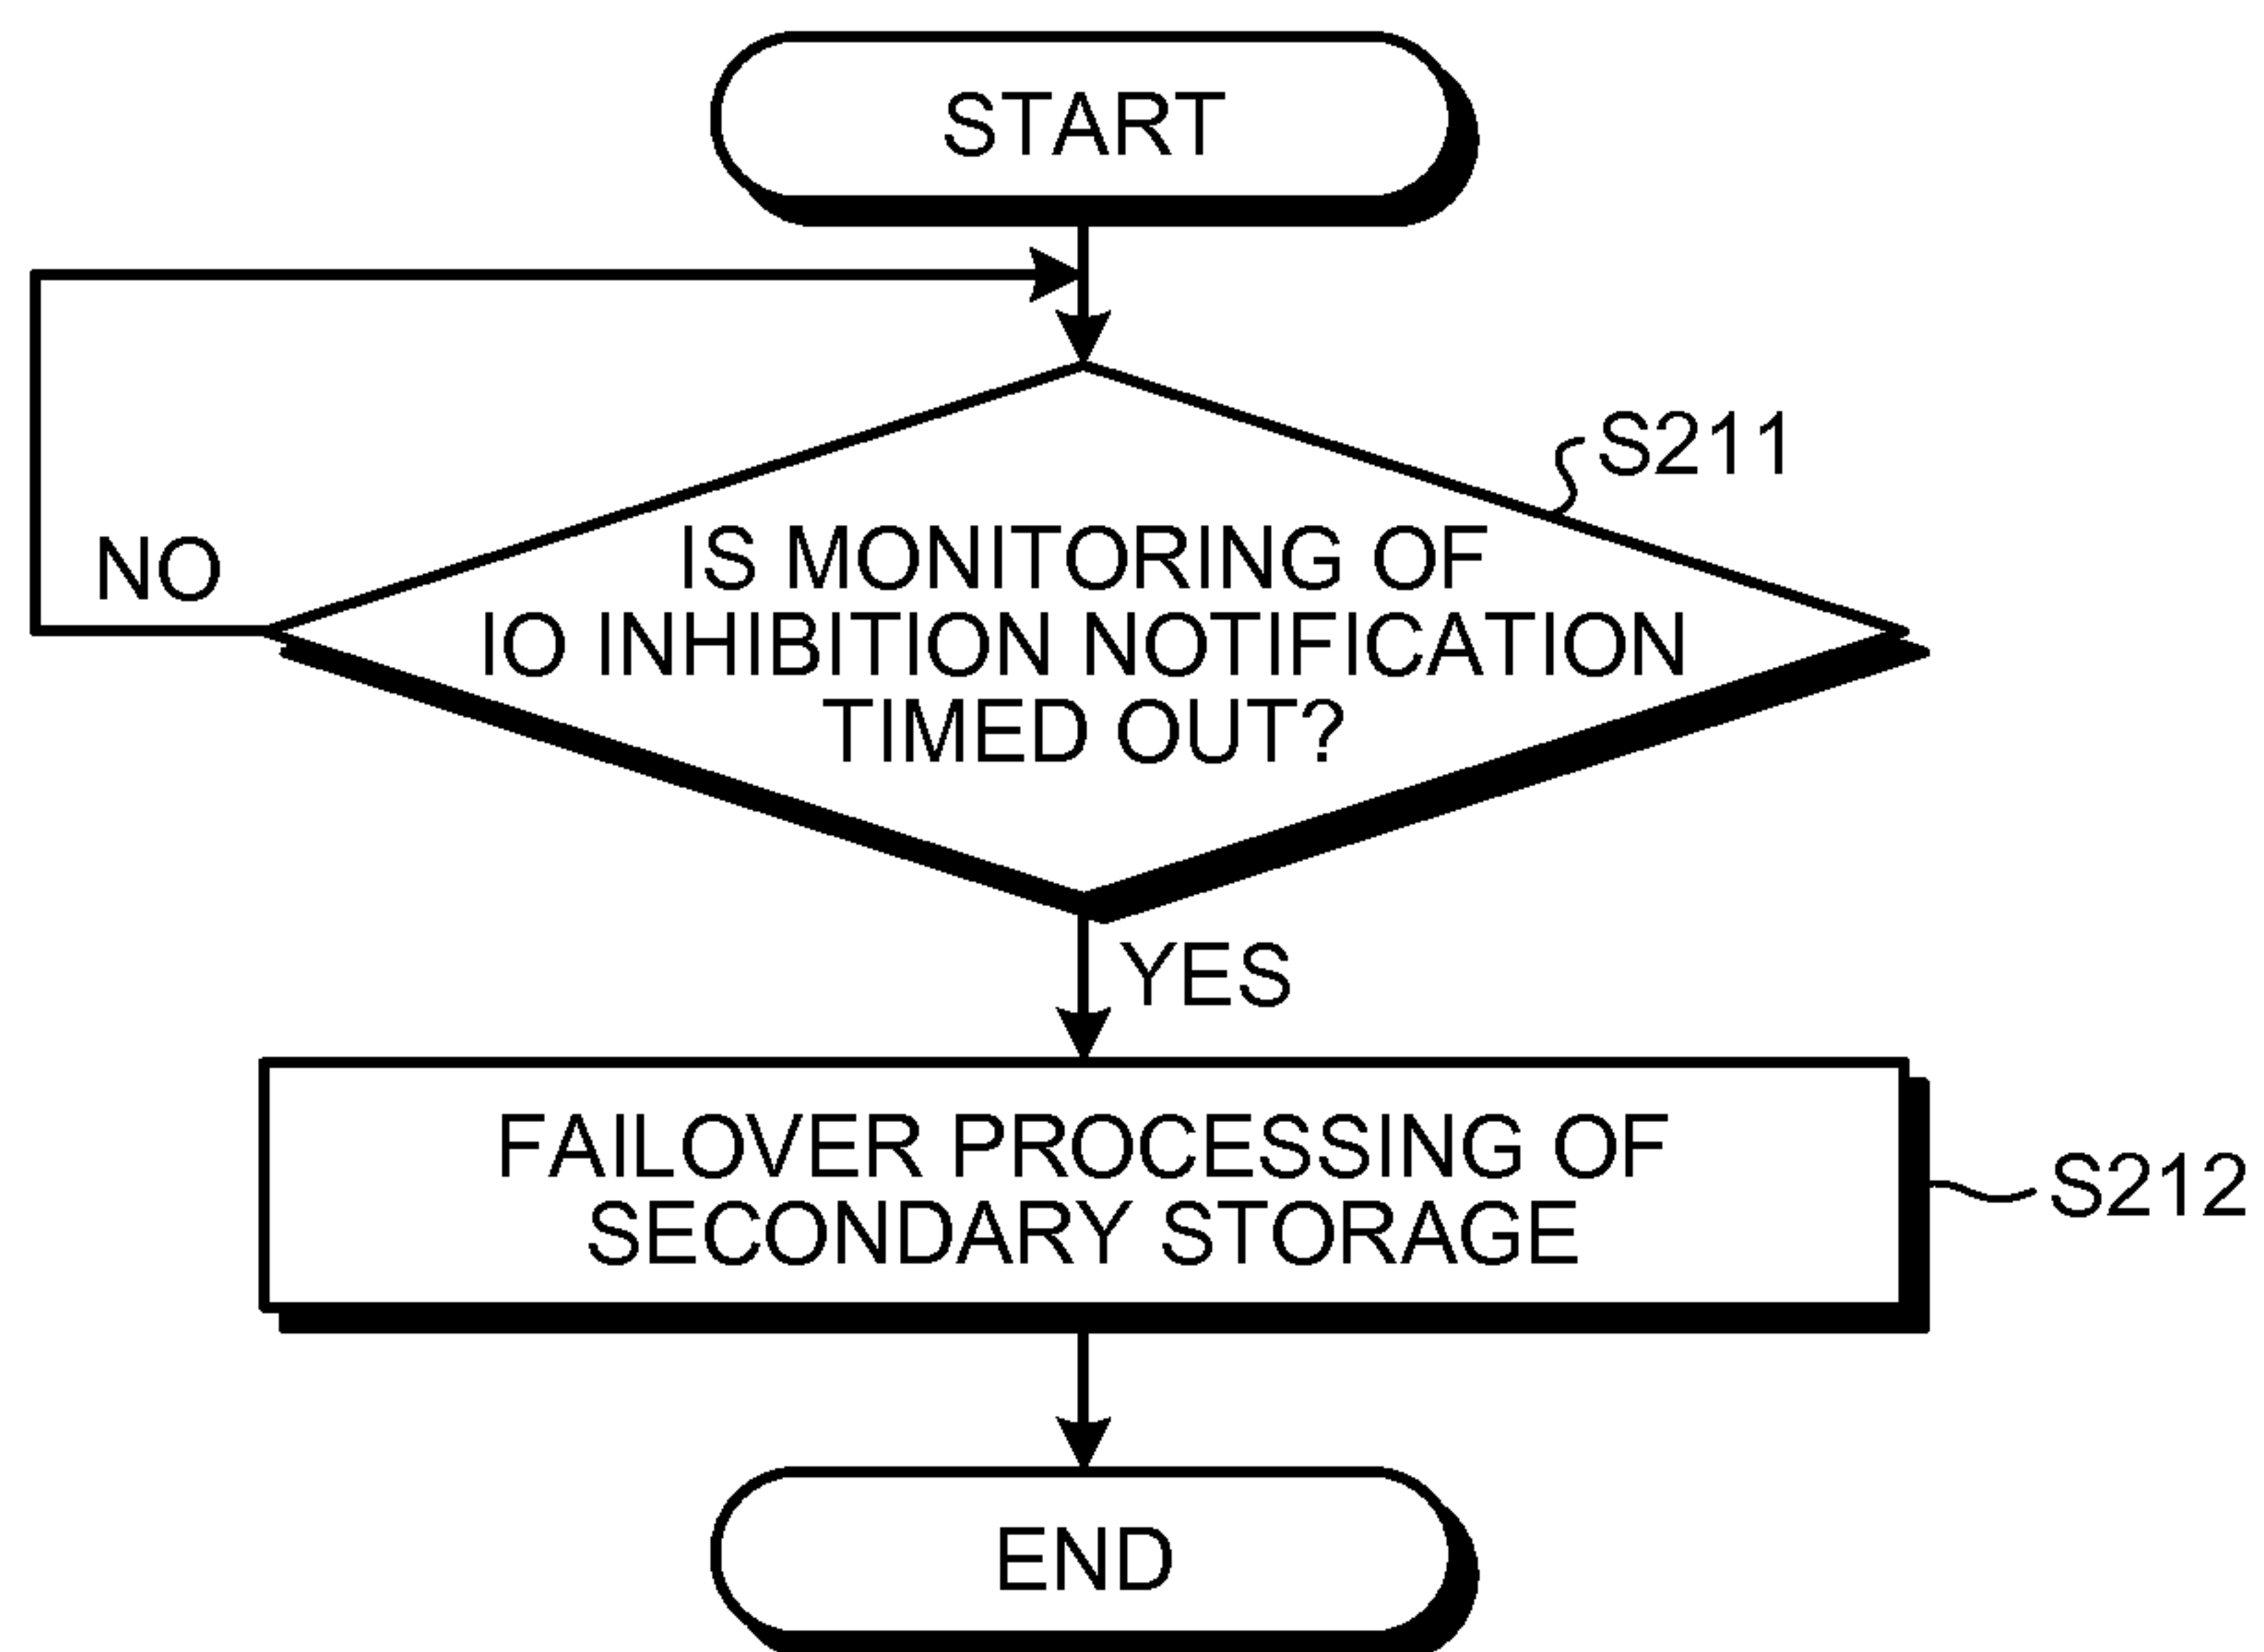 START
S211
NO
IS MONITORING OF
IO INHIBITION NOTIFICATION
TIMED OUT?
YES
FAILOVER PROCESSING OF
SECONDARY STORAGE
S212
END